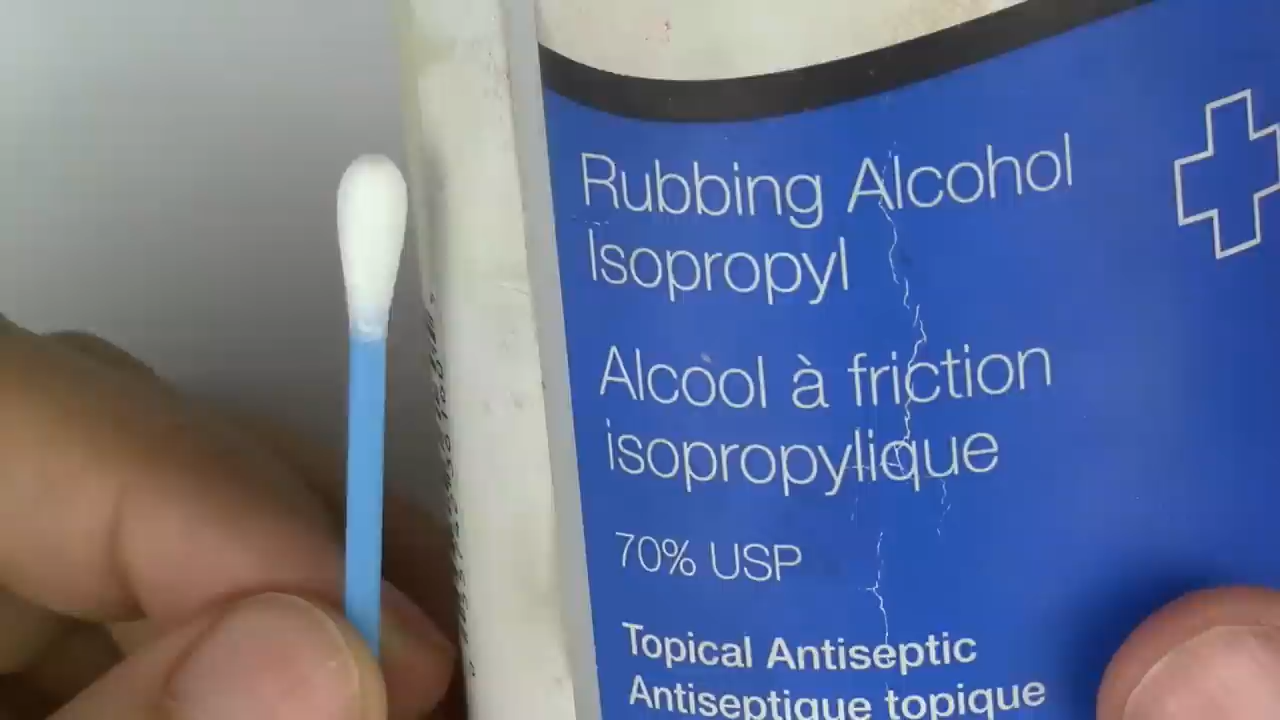 Rubbing Alcohol
Isopropyl
Alcool à friction
isopropylique
70% USP
Topical Antiseptic
Antiseptique topique